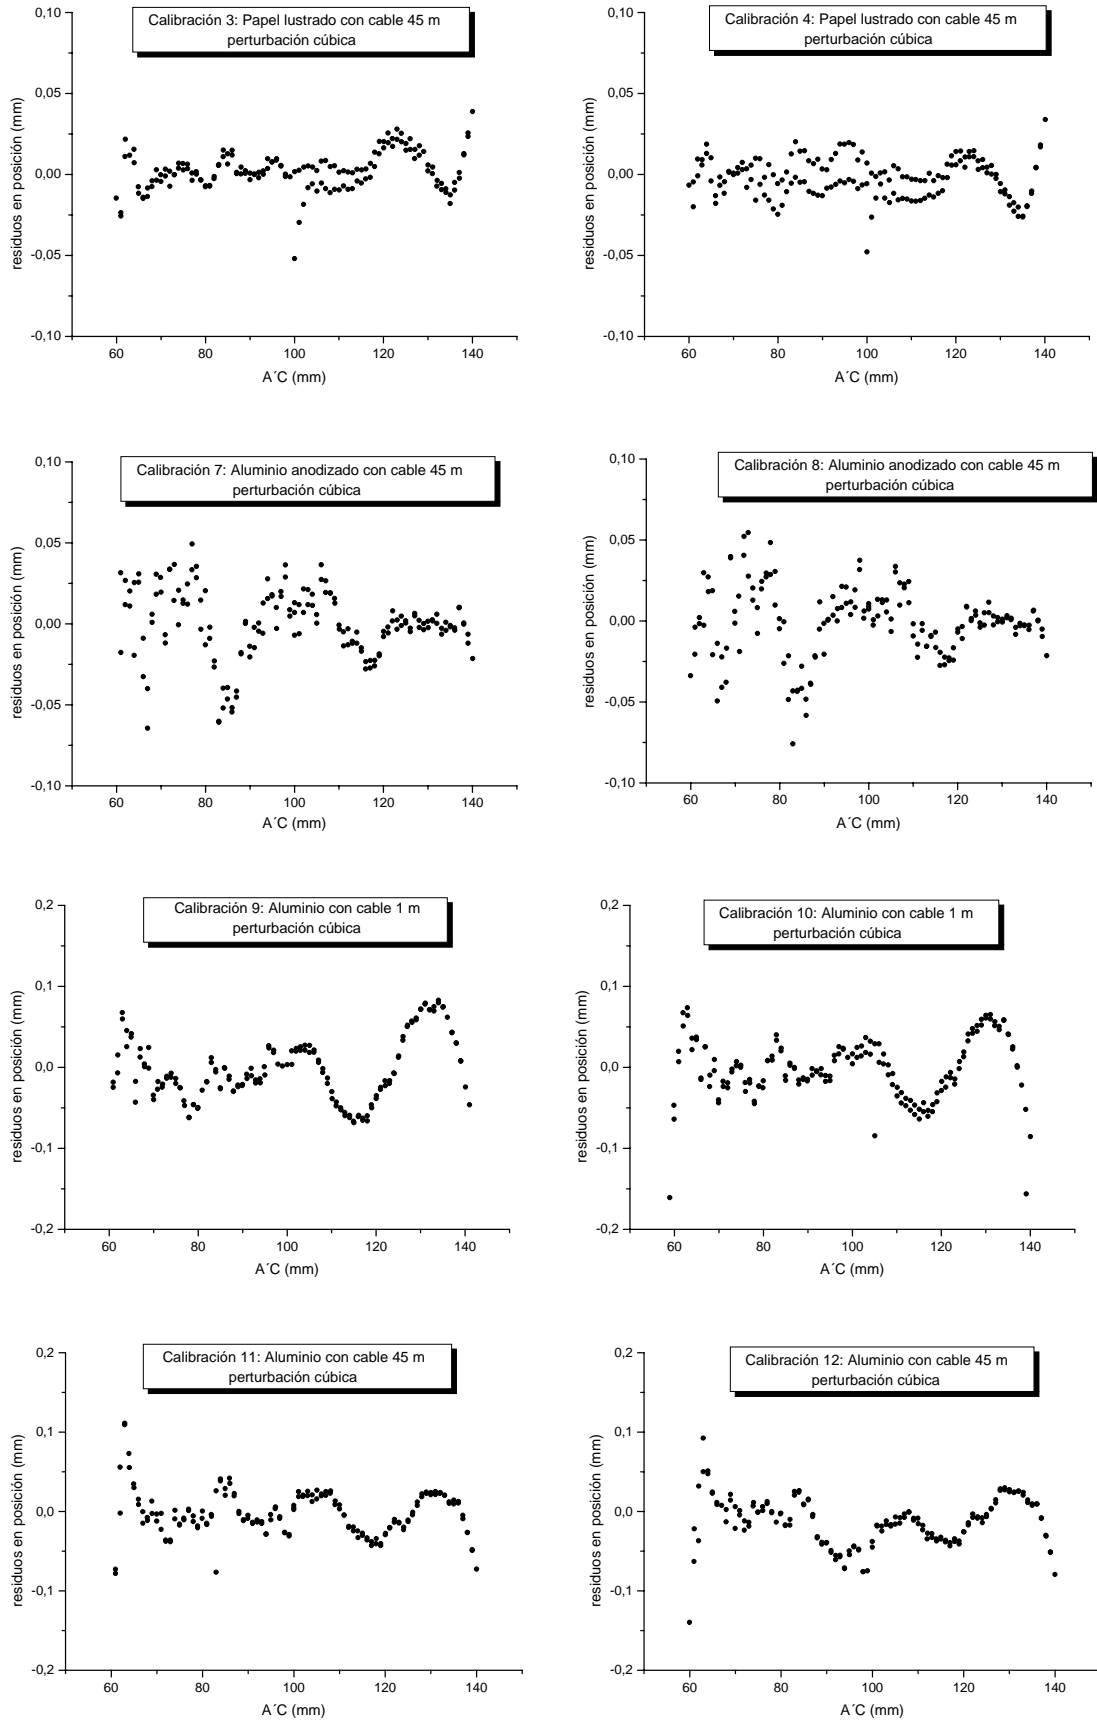 Calibración 3: Papel lustrado con cable 45 m
perturbación cúbica
0,10
0,05
0,00
-0,05
-0,10
residuos en posición (mm)
60 80 100 120 140
A´C (mm)
Calibración 4: Papel lustrado con cable 45 m
perturbación cúbica
0,10
0,05
0,00
-0,05
-0,10
residuos en posición (mm)
60 80 100 120 140
A´C (mm)
Calibración 7: Aluminio anodizado con cable 45 m
perturbación cúbica
0,10
0,05
0,00
-0,05
-0,10
residuos en posición (mm)
60 80 100 120 140
A´C (mm)
Calibración 8: Aluminio anodizado con cable 45 m
perturbación cúbica
0,10
0,05
0,00
-0,05
-0,10
residuos en posición (mm)
60 80 100 120 140
A´C (mm)
Calibración 9: Aluminio con cable 1 m
perturbación cúbica
0,2
0,1
0,0
-0,1
-0,2
residuos en posición (mm)
60 80 100 120 140
A´C (mm)
Calibración 10: Aluminio con cable 1 m
perturbación cúbica
0,2
0,1
0,0
-0,1
-0,2
residuos en posición (mm)
60 80 100 120 140
A´C (mm)
Calibración 11: Aluminio con cable 45 m
perturbación cúbica
0,2
0,1
0,0
-0,1
-0,2
residuos en posición (mm)
60 80 100 120 140
A´C (mm)
Calibración 12: Aluminio con cable 45 m
perturbación cúbica
0,2
0,1
0,0
-0,1
-0,2
residuos en posición (mm)
60 80 100 120 140
A´C (mm)